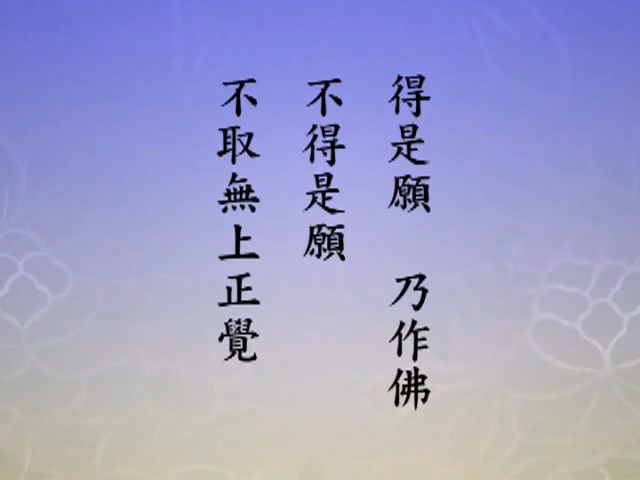 得是願　乃作佛
不得是願
不取無上正覺